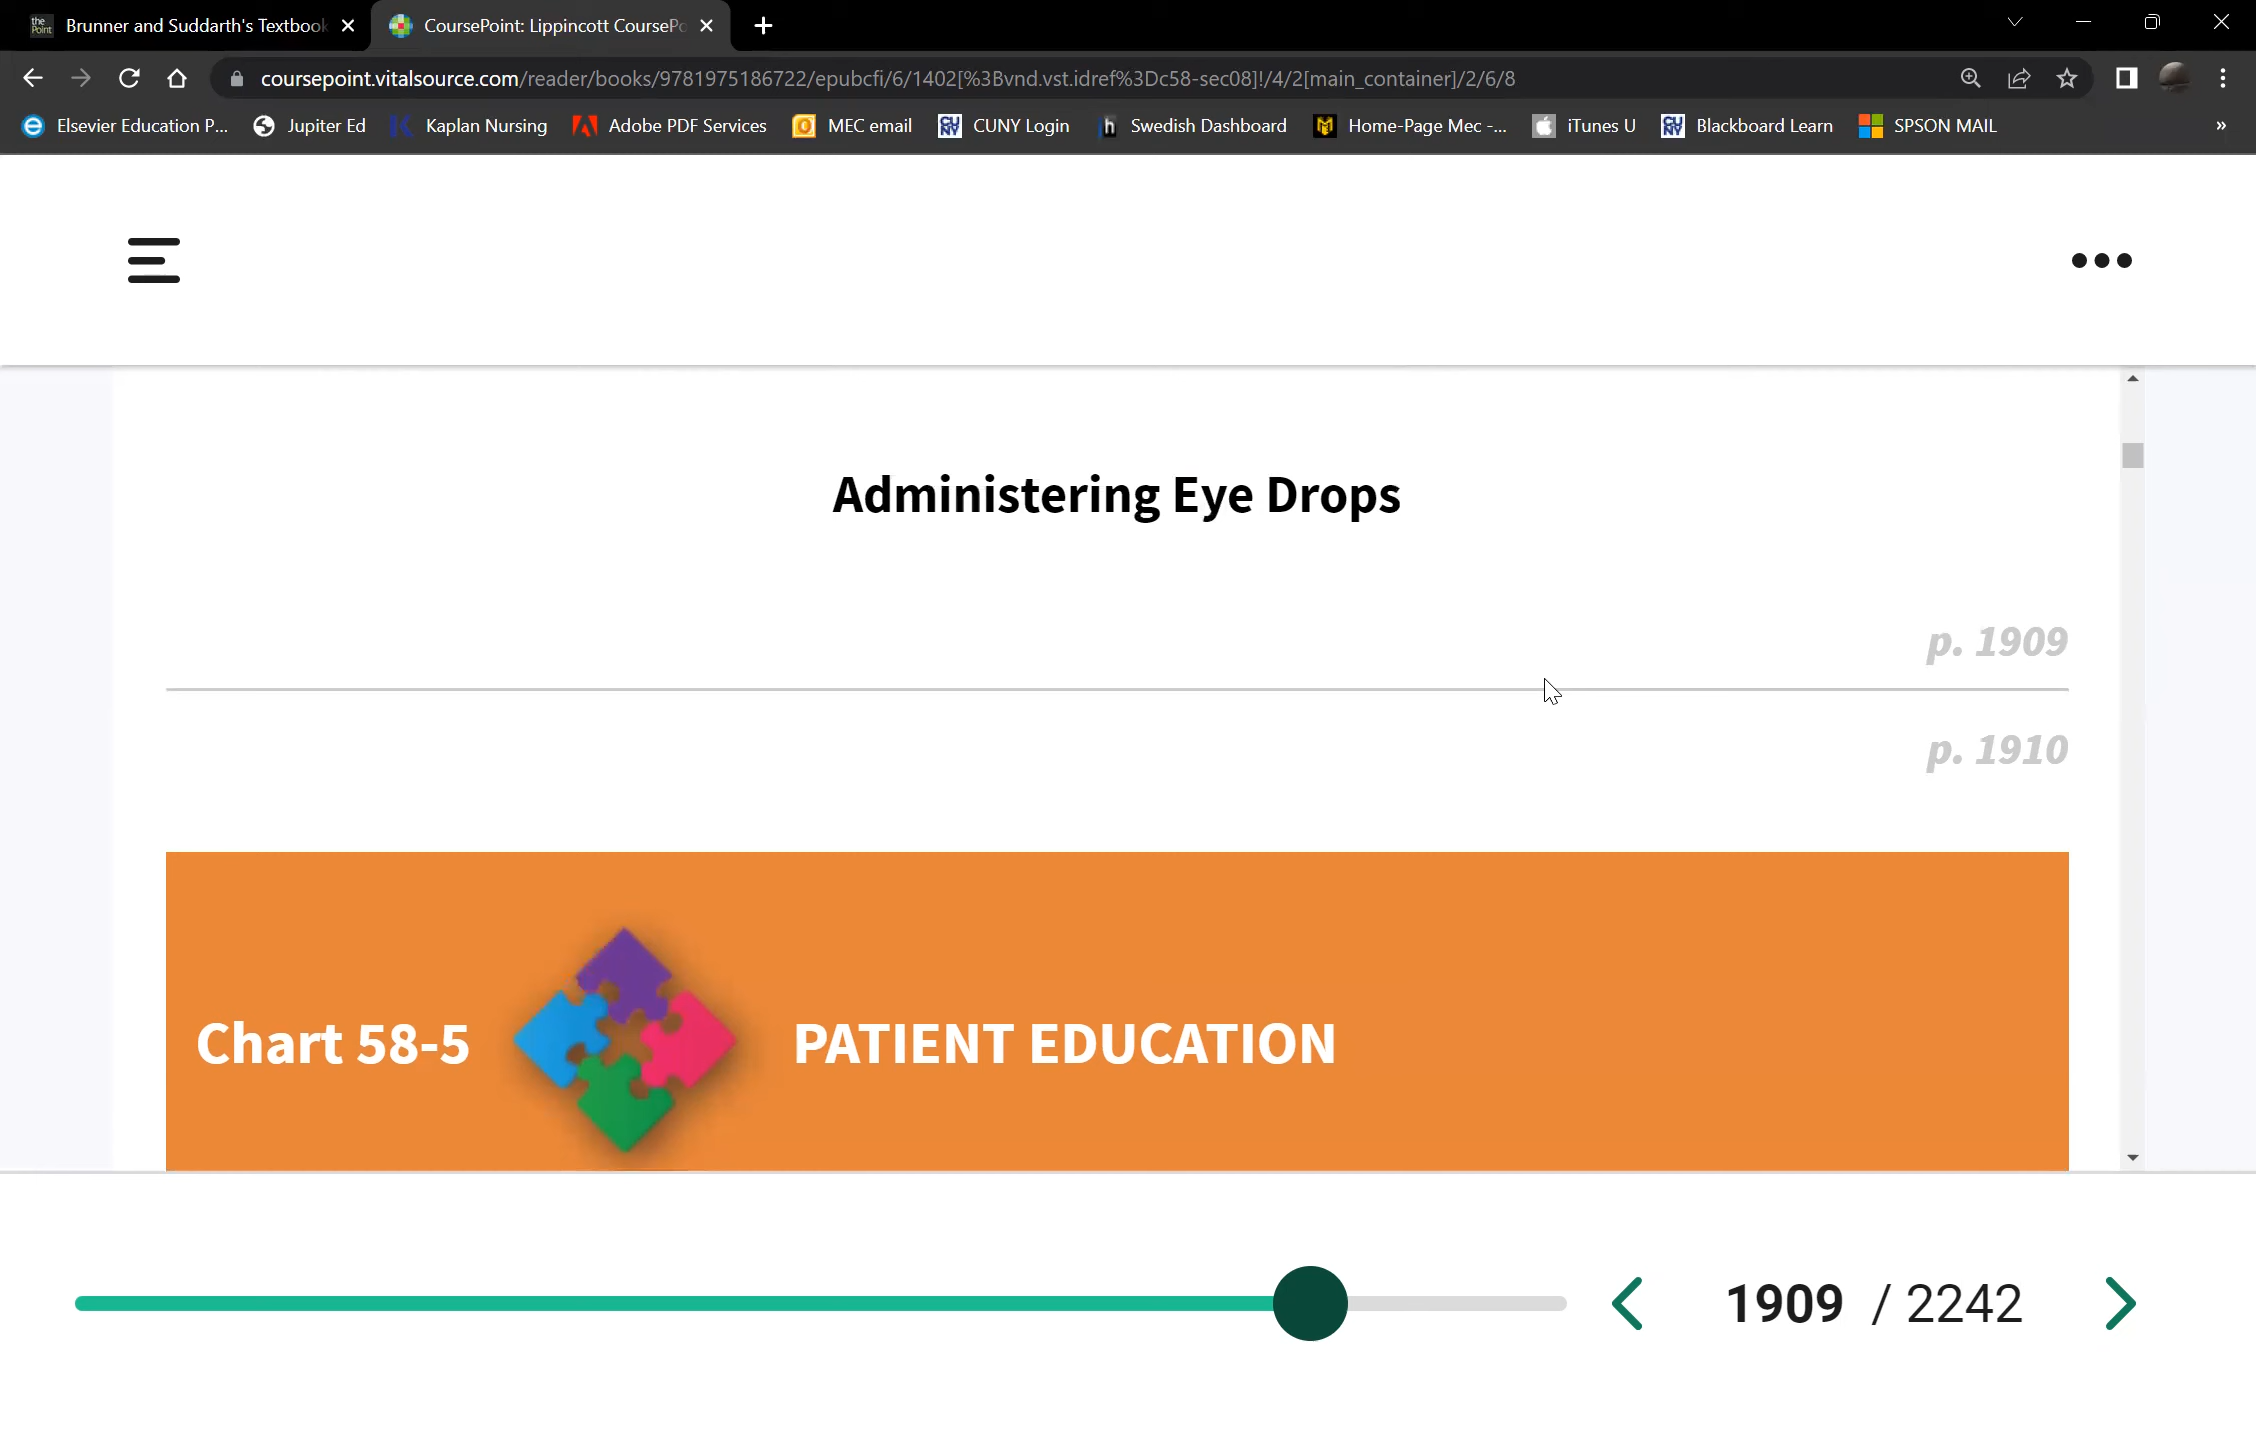 the Point
Brunner and Suddarth's Textbook
CoursePoint: Lippincott CoursePo
coursepoint.vitalsource.com/reader/books/9781975186722/epubcfi/6/1402[%3Bvnd.vst.idref%3Dc58-sec08]!/4/2[main_container]/2/6/8
Elsevier Education P...
Jupiter Ed
Kaplan Nursing
Adobe PDF Services
MEC email
CUNY Login
Swedish Dashboard
Home-Page Mec -...
iTunes U
Blackboard Learn
SPSON MAIL
»
Administering Eye Drops
p. 1909
p. 1910
Chart 58-5
PATIENT EDUCATION
1909 / 2242